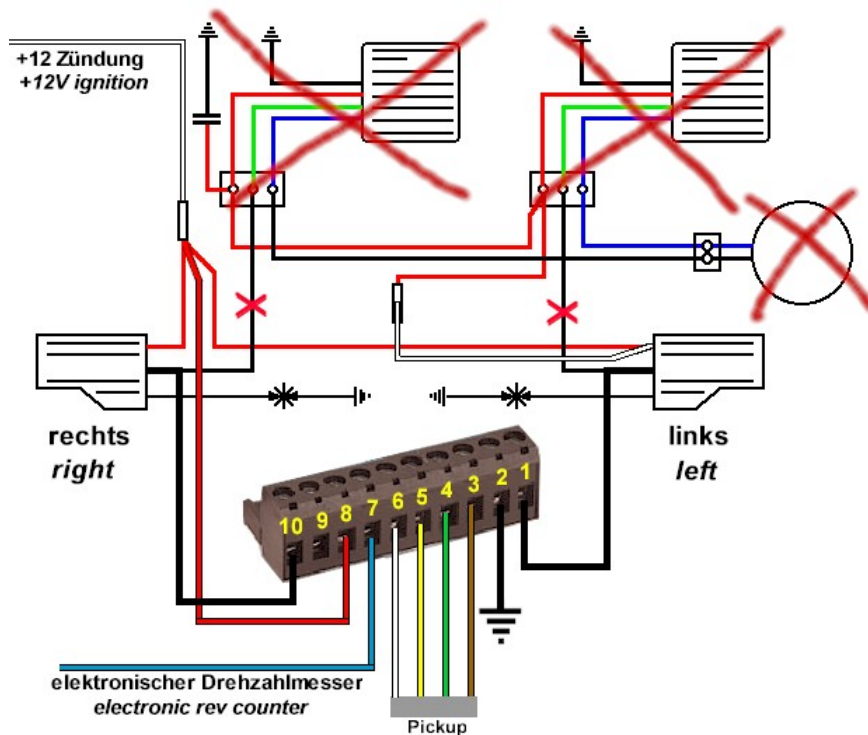 +12 Zündung
+12V ignition
rechts
right
links
left
10 9 8 7 6 5 4 3 2 1
elektronischer Drehzahlmesser
electronic rev counter
Pickup